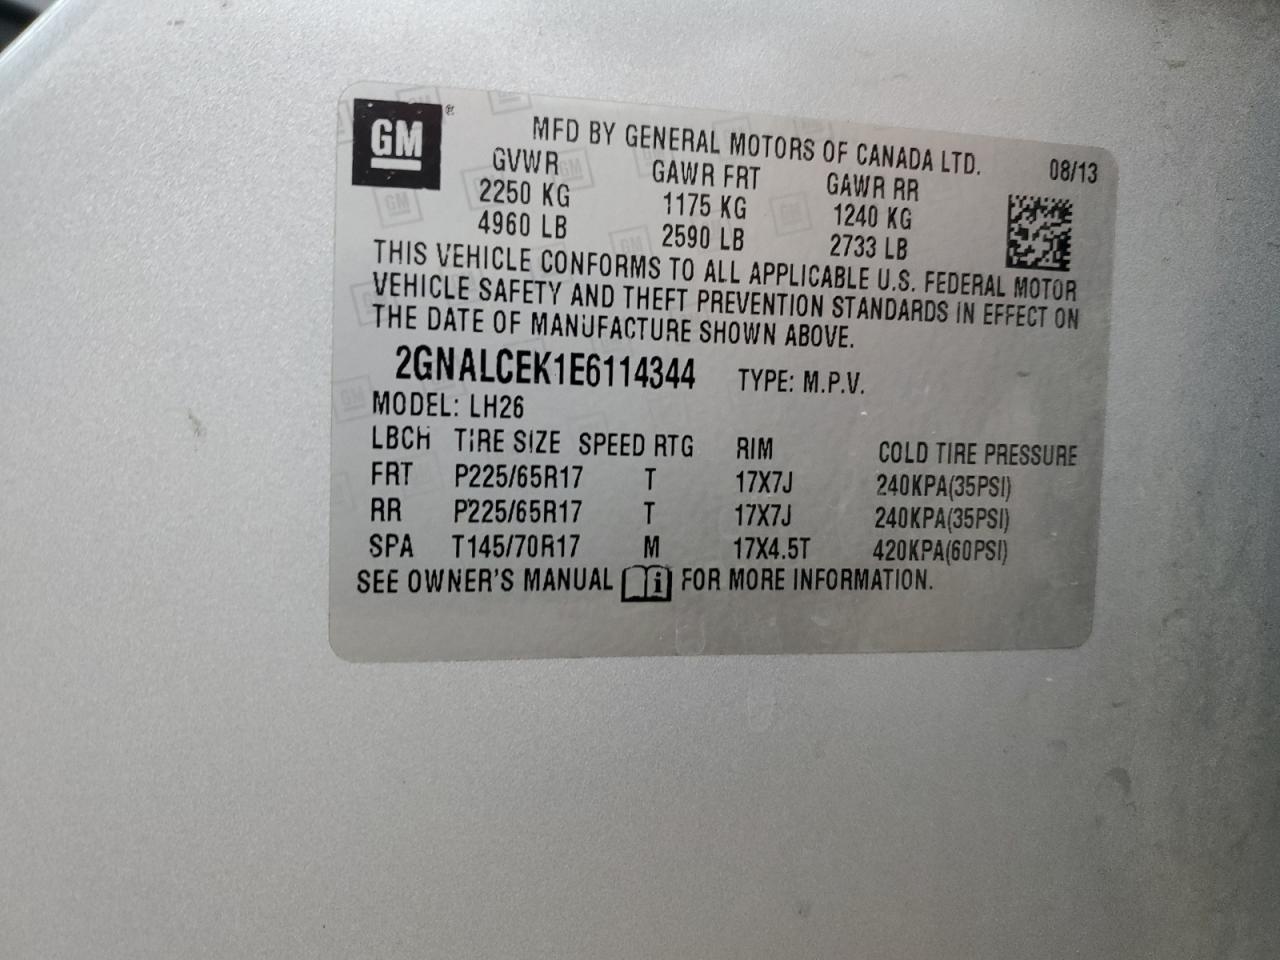 GM ®
MFD BY GENERAL MOTORS OF CANADA LTD. 08/13
GVWR GAWR FRT GAWR RR
2250 KG 1175 KG 1240 KG
4960 LB 2590 LB 2733 LB
THIS VEHICLE CONFORMS TO ALL APPLICABLE U.S. FEDERAL MOTOR
VEHICLE SAFETY AND THEFT PREVENTION STANDARDS IN EFFECT ON
THE DATE OF MANUFACTURE SHOWN ABOVE.
2GNALCEK1E6114344 TYPE: M.P.V.
MODEL: LH26
LBCH TIRE SIZE SPEED RTG RIM COLD TIRE PRESSURE
FRT P225/65R17 T 17X7J 240KPA(35PSI)
RR P225/65R17 T 17X7J 240KPA(35PSI)
SPA T145/70R17 M 17X4.5T 420KPA(60PSI)
SEE OWNER'S MANUAL FOR MORE INFORMATION.